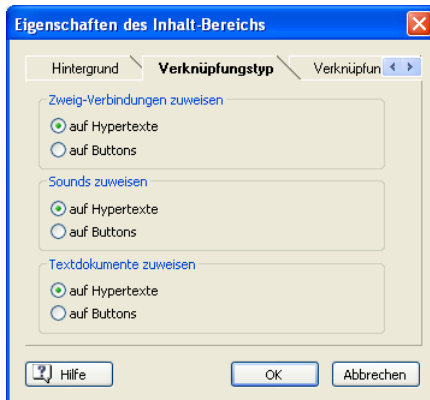 Eigenschaften des Inhalt-Bereichs
Hintergrund Verknüpfungstyp Verknüpfun
Zweig-Verbindungen zuweisen
auf Hypertexte
auf Buttons
Sounds zuweisen
auf Hypertexte
auf Buttons
Textdokumente zuweisen
auf Hypertexte
auf Buttons
Hilfe OK Abbrechen